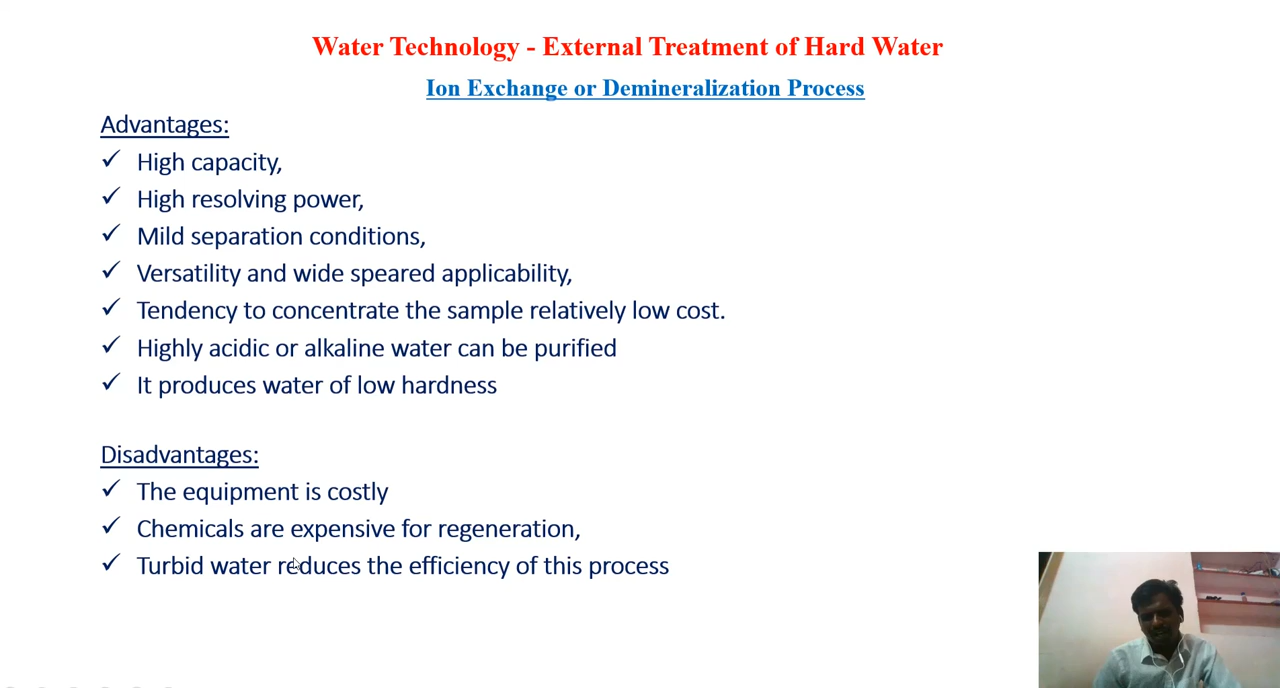 Water Technology - External Treatment of Hard Water
Ion Exchange or Demineralization Process
Advantages:
✓ High capacity,
✓ High resolving power,
✓ Mild separation conditions,
✓ Versatility and wide speared applicability,
✓ Tendency to concentrate the sample relatively low cost.
✓ Highly acidic or alkaline water can be purified
✓ It produces water of low hardness
Disadvantages:
✓ The equipment is costly
✓ Chemicals are expensive for regeneration,
✓ Turbid water reduces the efficiency of this process